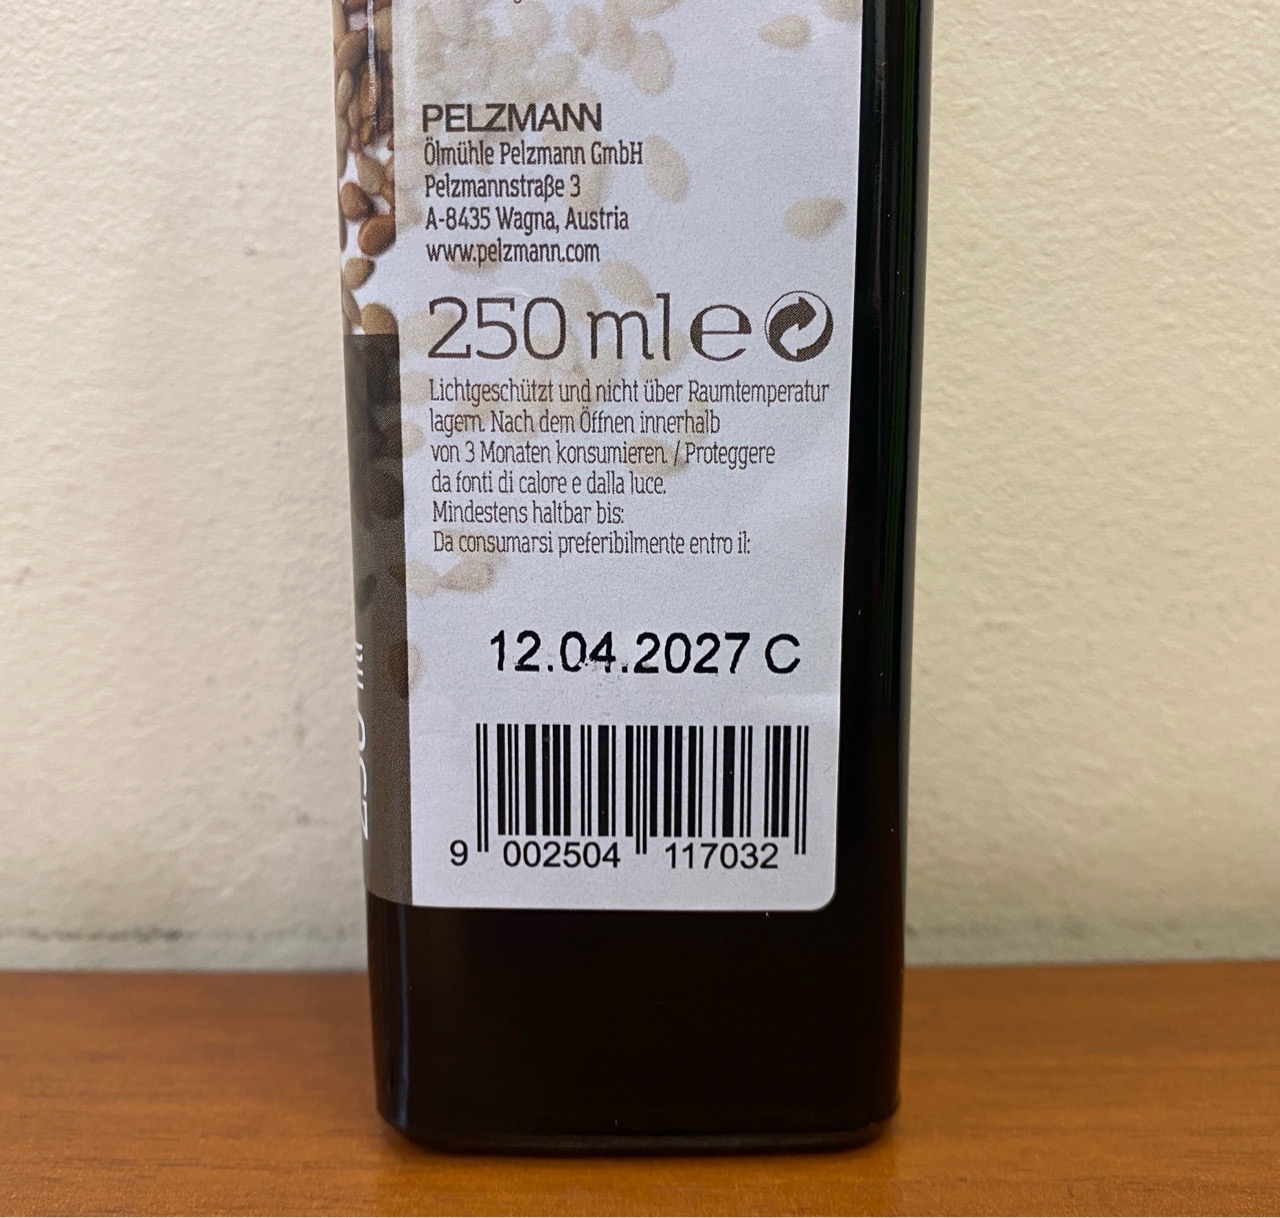 PELZMANN
Ölmühle Pelzmann GmbH
Pelzmannstraße 3
A-8435 Wagna, Austria
www.pelzmann.com
250 ml e
Lichtgeschützt und nicht über Raumtemperatur
lagern. Nach dem Öffnen innerhalb
von 3 Monaten konsumieren. / Proteggere
da fonti di calore e dalla luce.
Mindestens haltbar bis:
Da consumarsi preferibilmente entro il:
12.04.2027 C
9 002504 117032
250 ml